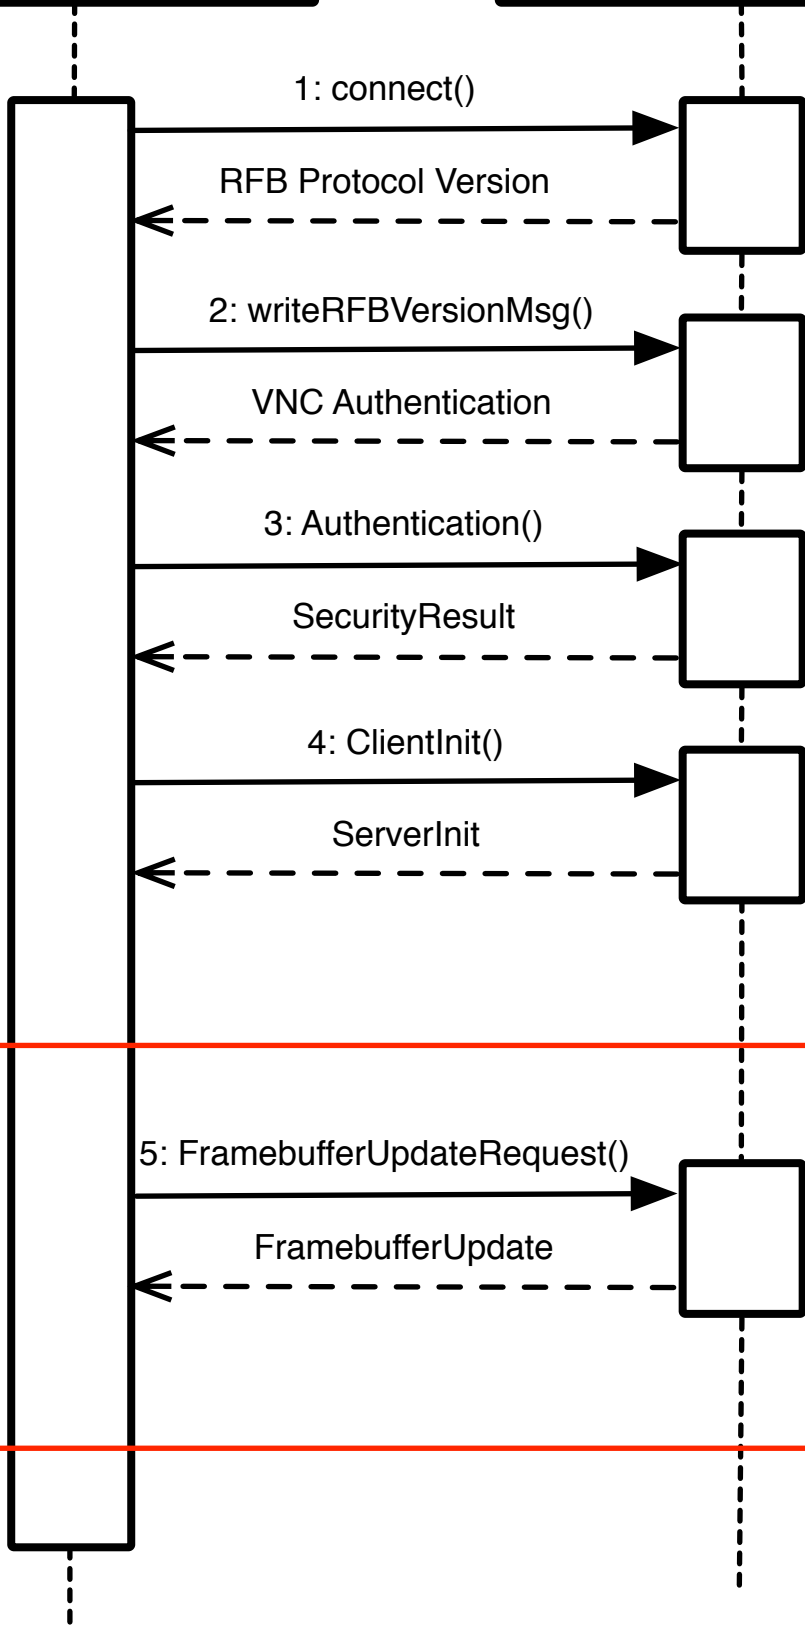 1: connect()
RFB Protocol Version
2: writeRFBVersionMsg()
VNC Authentication
3: Authentication()
SecurityResult
4: ClientInit()
ServerInit
5: FramebufferUpdateRequest()
FramebufferUpdate